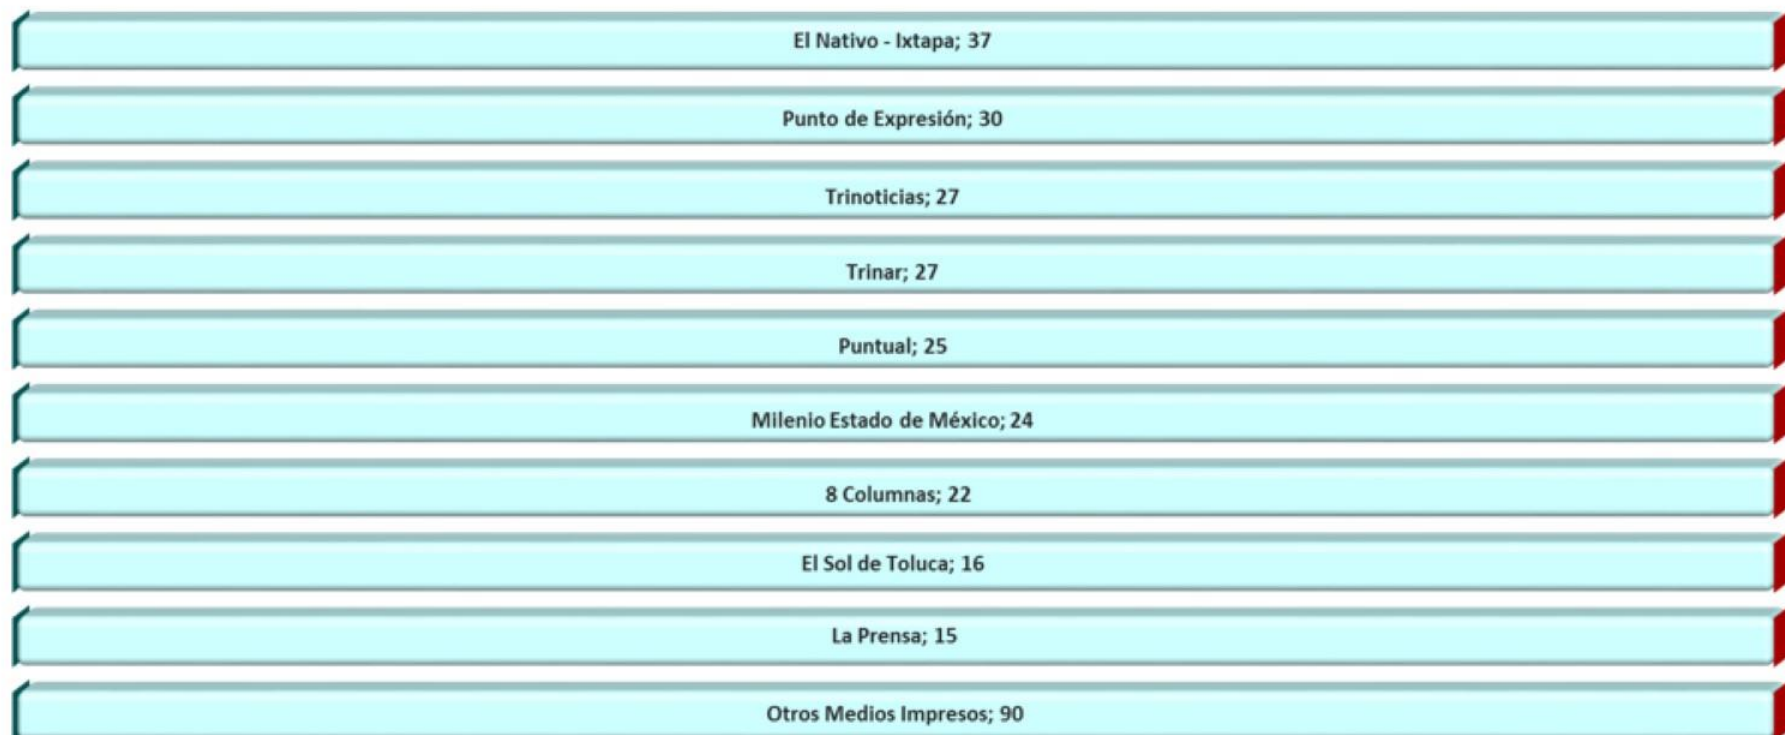 El Nativo - Ixtapa; 37
Punto de Expresión; 30
Trinoticias; 27
Trinar; 27
Puntual; 25
Milenio Estado de México; 24
8 Columnas; 22
El Sol de Toluca; 16
La Prensa; 15
Otros Medios Impresos; 90